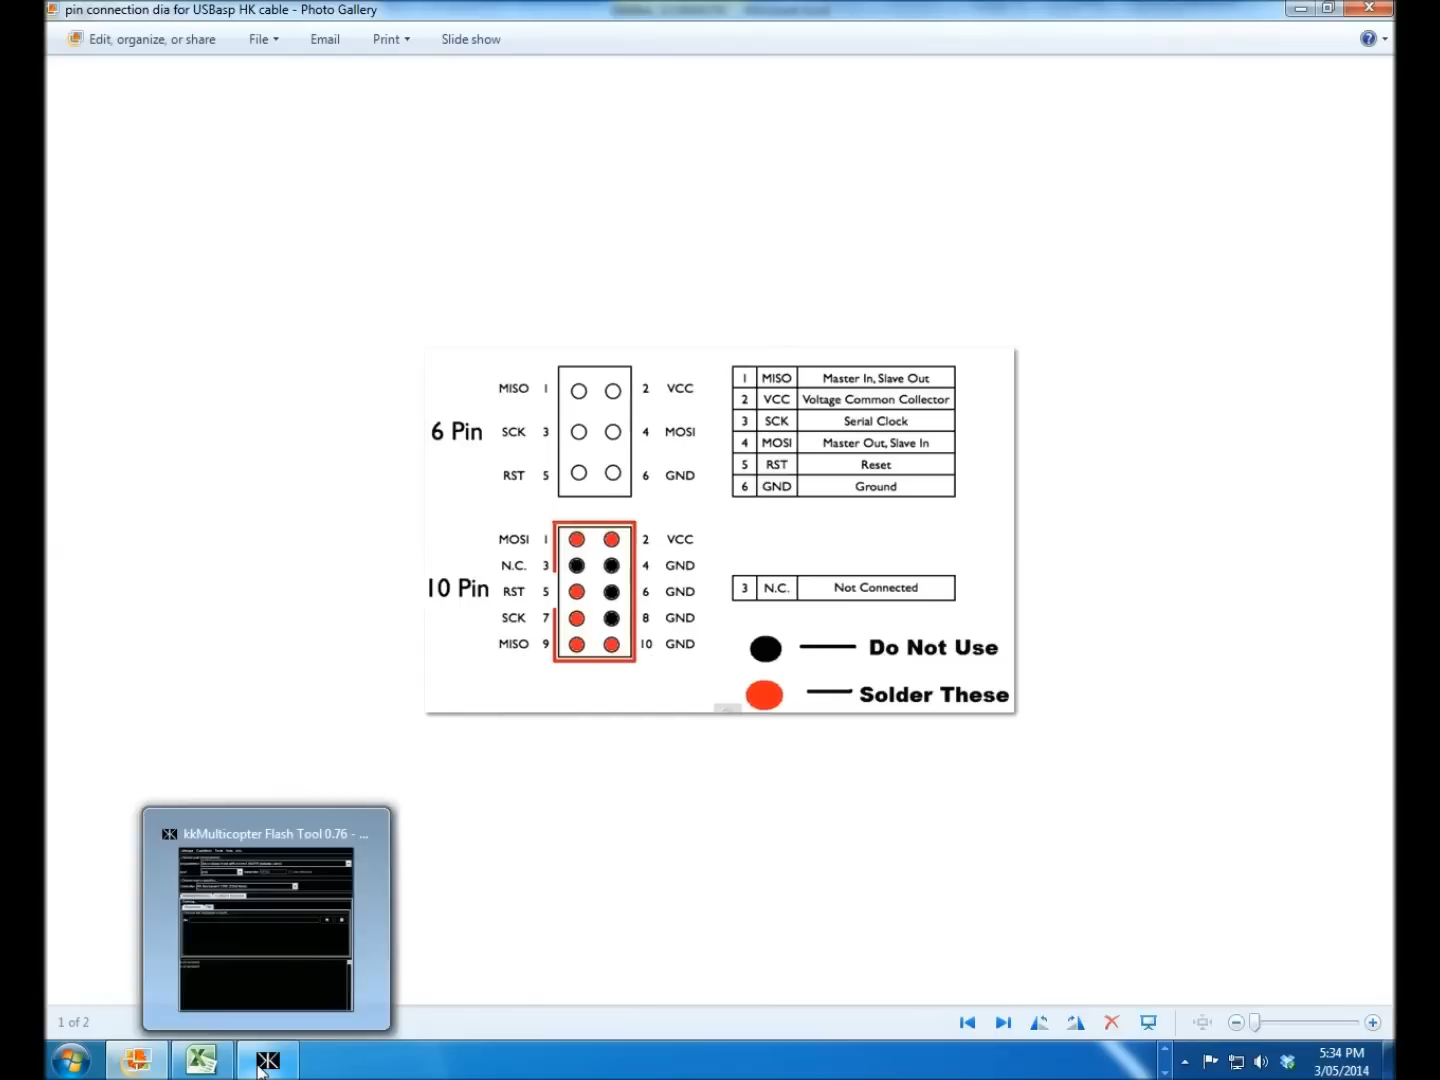 pin connection dia for USBasp HK cable - Photo Gallery
Edit, organize, or share File Email Print Slide show
MISO 1 2 VCC
6 Pin SCK 3 4 MOSI
RST 5 6 GND
1 MISO Master In, Slave Out
2 VCC Voltage Common Collector
3 SCK Serial Clock
4 MOSI Master Out, Slave In
5 RST Reset
6 GND Ground
MOSI 1 2 VCC
N.C. 3 4 GND
10 Pin RST 5 6 GND
SCK 7 8 GND
MISO 9 10 GND
3 N.C. Not Connected
Do Not Use
Solder These
kkMulticopter Flash Tool 0.76 - ...
1 of 2
5:34 PM
3/05/2014